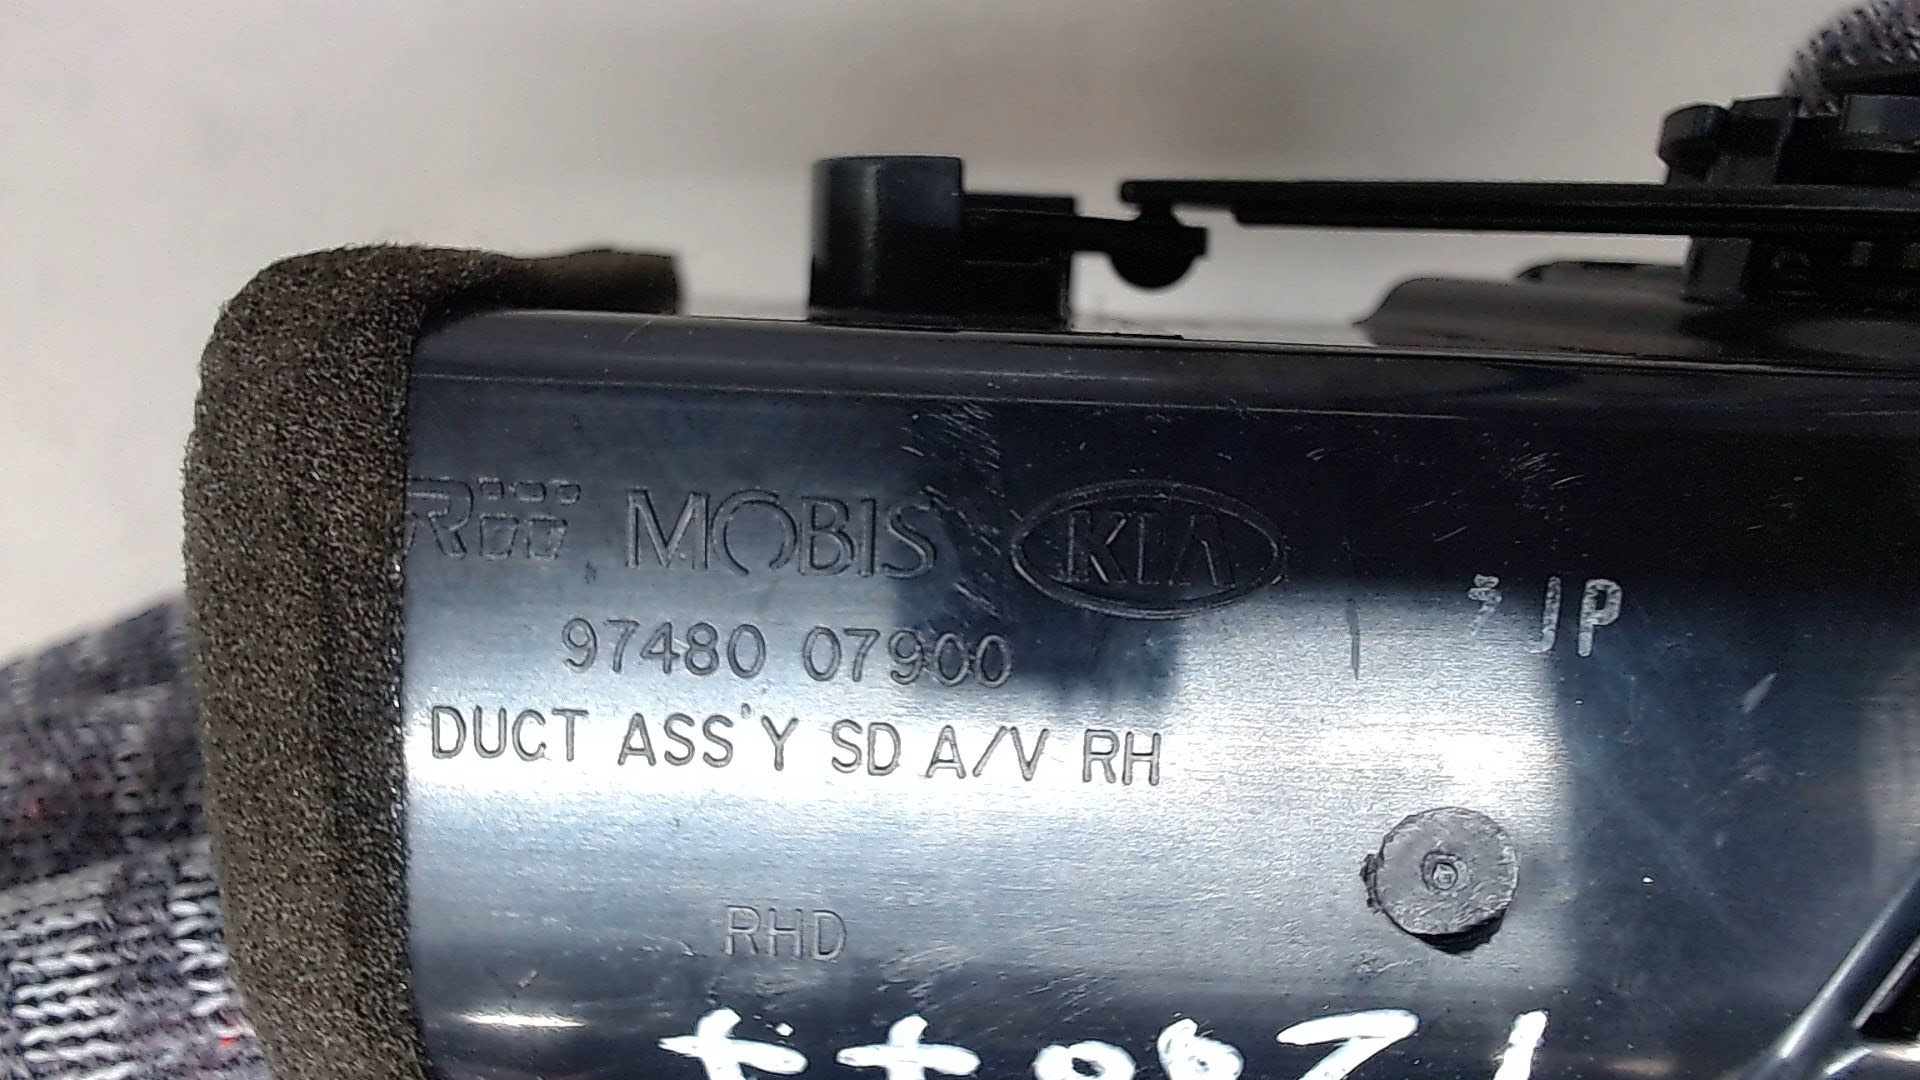 MOBIS KIA
JP
97480 07900
DUCT ASS'Y SD A/V RH
RHD